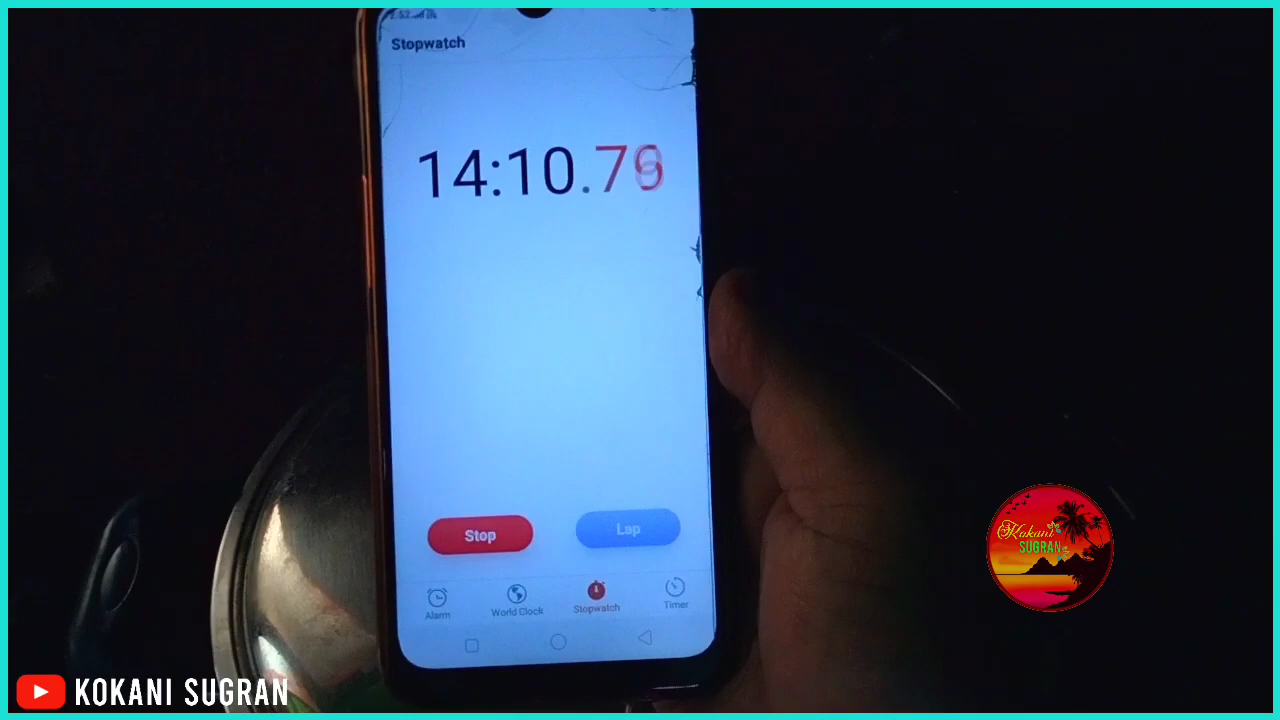 Stopwatch
14:10.7
Stop
Lap
Alarm
World Clock
Stopwatch
Timer
Kokani
SUGRAN
KOKANI SUGRAN